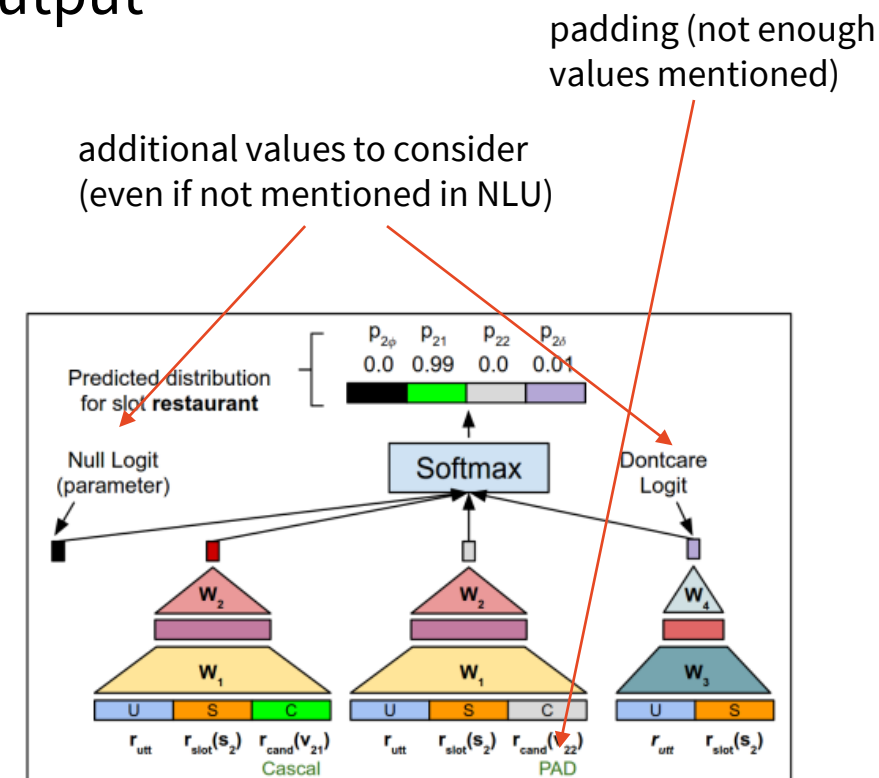 utput
padding (not enough
values mentioned)
additional values to consider
(even if not mentioned in NLU)
p2ϕ p21 p22 p2δ
0.0 0.99 0.0 0.01
Predicted distribution
for slot restaurant
Null Logit
(parameter)
Softmax
Dontcare
Logit
W2 W2 W4
W1 W1 W3
U S C U S C U S
rutt rslot(s2) rcand(v21) rutt rslot(s2) rcand(v22) rutt rslot(s2)
Cascal PAD